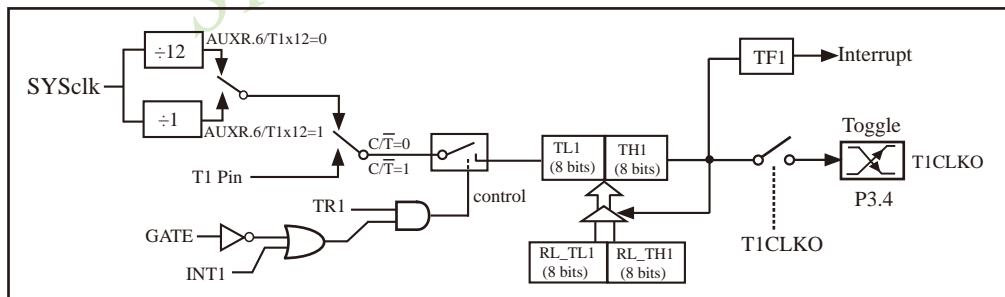 ÷12
AUXR.6/T1x12=0
SYSclk
÷1
AUXR.6/T1x12=1
T1 Pin
C/T̅=0
C/T̅=1
control
TR1
GATE
INT1
TL1
(8 bits)
TH1
(8 bits)
RL_TL1
(8 bits)
RL_TH1
(8 bits)
TF1
Interrupt
Toggle
T1CLKO
P3.4
T1CLKO